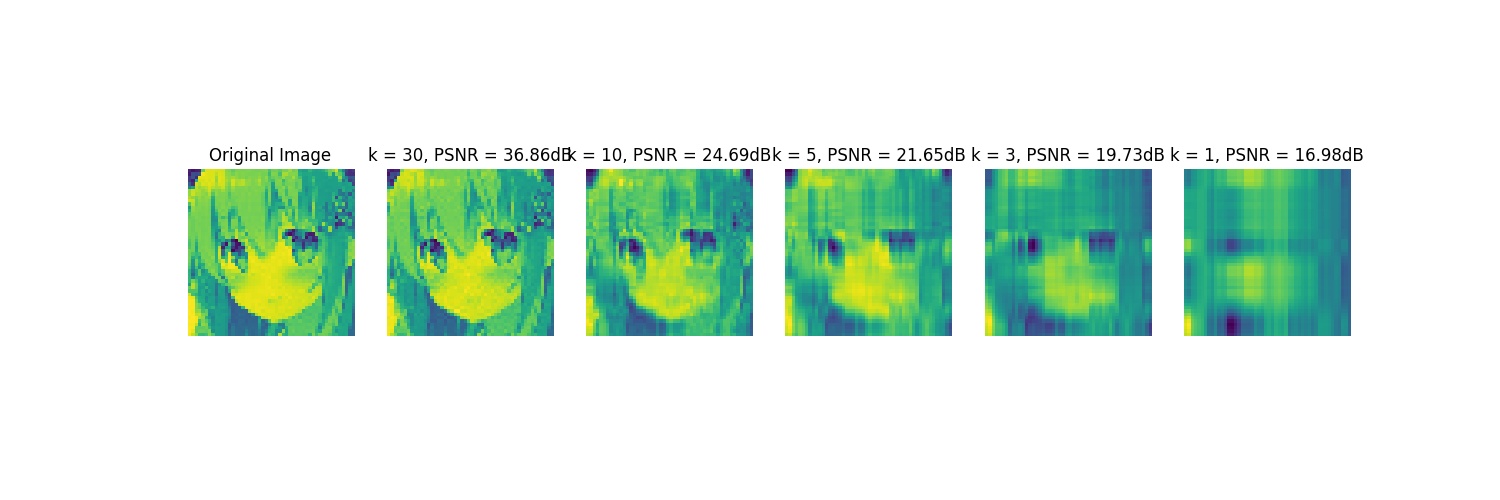 Original Image
k = 30, PSNR = 36.86dB
k = 10, PSNR = 24.69dB
k = 5, PSNR = 21.65dB
k = 3, PSNR = 19.73dB
k = 1, PSNR = 16.98dB